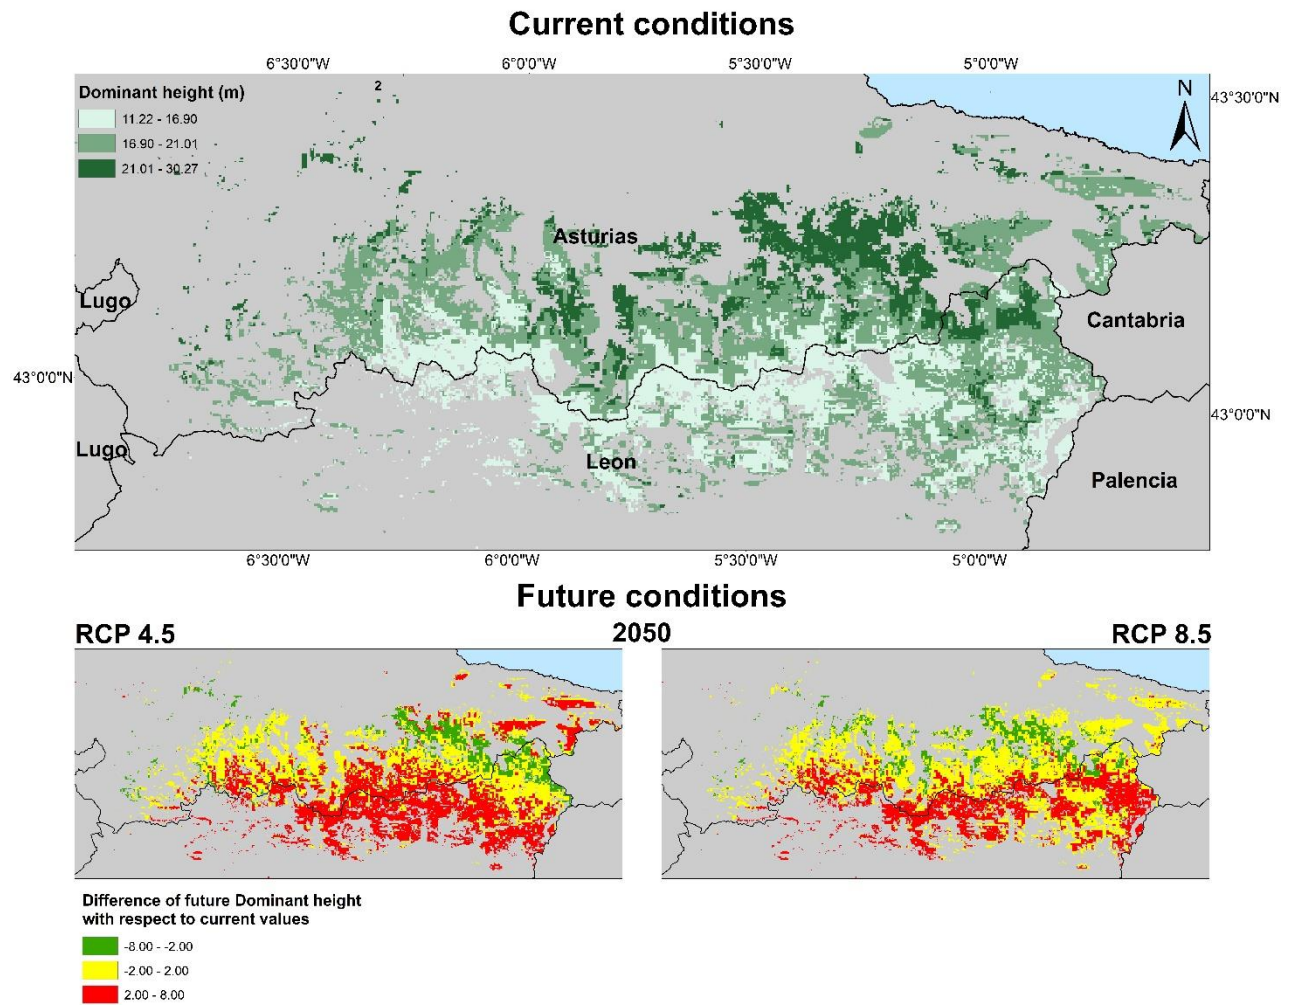 Current conditions
6°30'0"W 6°0'0"W 5°30'0"W 5°0'0"W
2
Dominant height (m)
11.22 - 16.90
16.90 - 21.01
21.01 - 30.27
N
43°30'0"N
Asturias
Lugo
Cantabria
43°0'0"N
43°0'0"N
Lugo
Leon
Palencia
6°30'0"W 6°0'0"W 5°30'0"W 5°0'0"W
Future conditions
RCP 4.5 2050 RCP 8.5
Difference of future Dominant height
with respect to current values
-8.00 - -2.00
-2.00 - 2.00
2.00 - 8.00